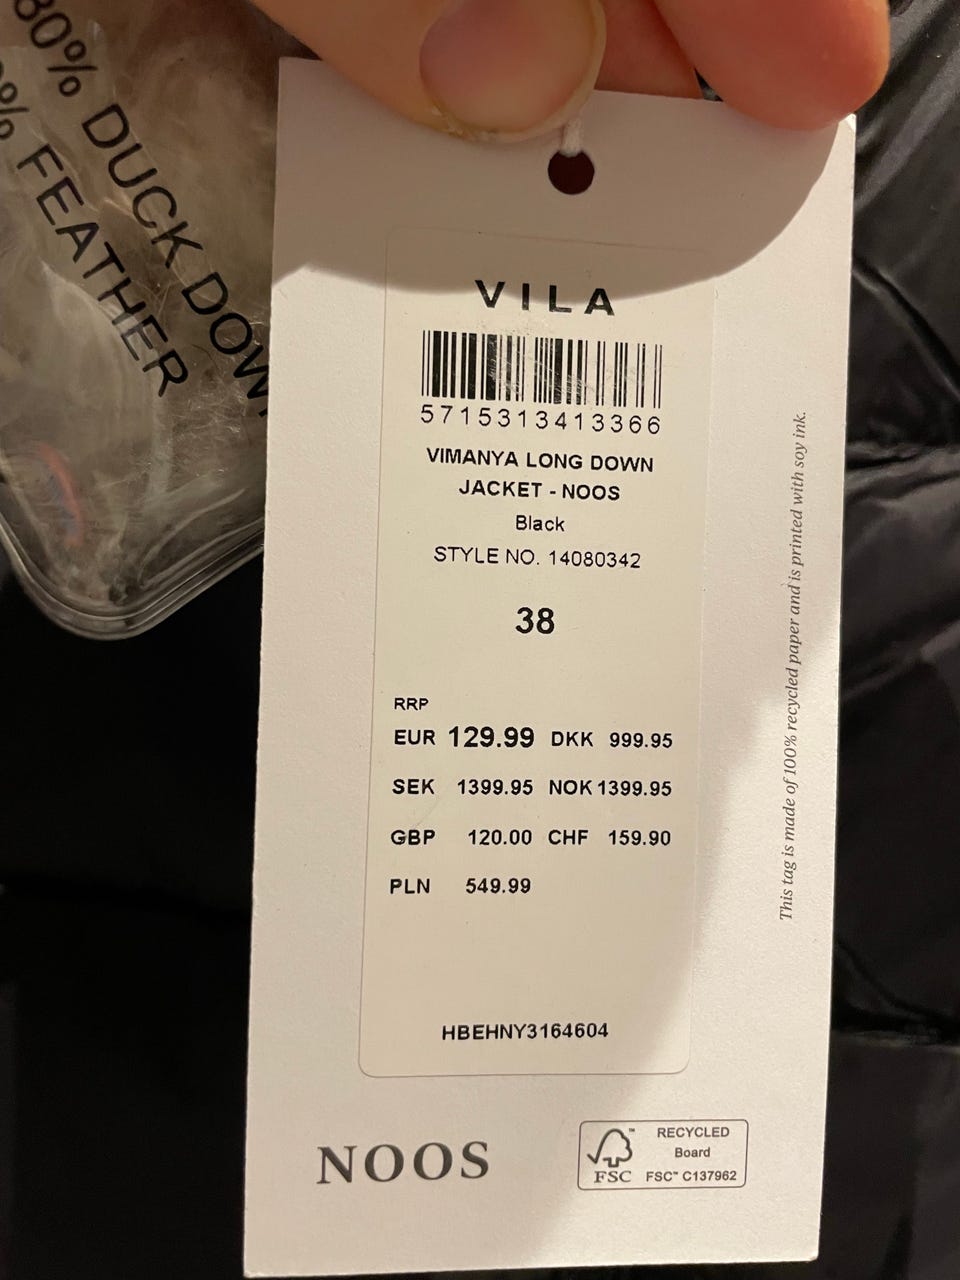 80% DUCK DOWN
% FEATHER
VILA
5715313413366
VIMANYA LONG DOWN
JACKET - NOOS
Black
STYLE NO. 14080342
38
RRP
EUR 129.99 DKK 999.95
SEK 1399.95 NOK 1399.95
GBP 120.00 CHF 159.90
PLN 549.99
HBEHNY3164604
This tag is made of 100% recycled paper and is printed with soy ink.
NOOS
FSC™
RECYCLED
Board
FSC™ C137962